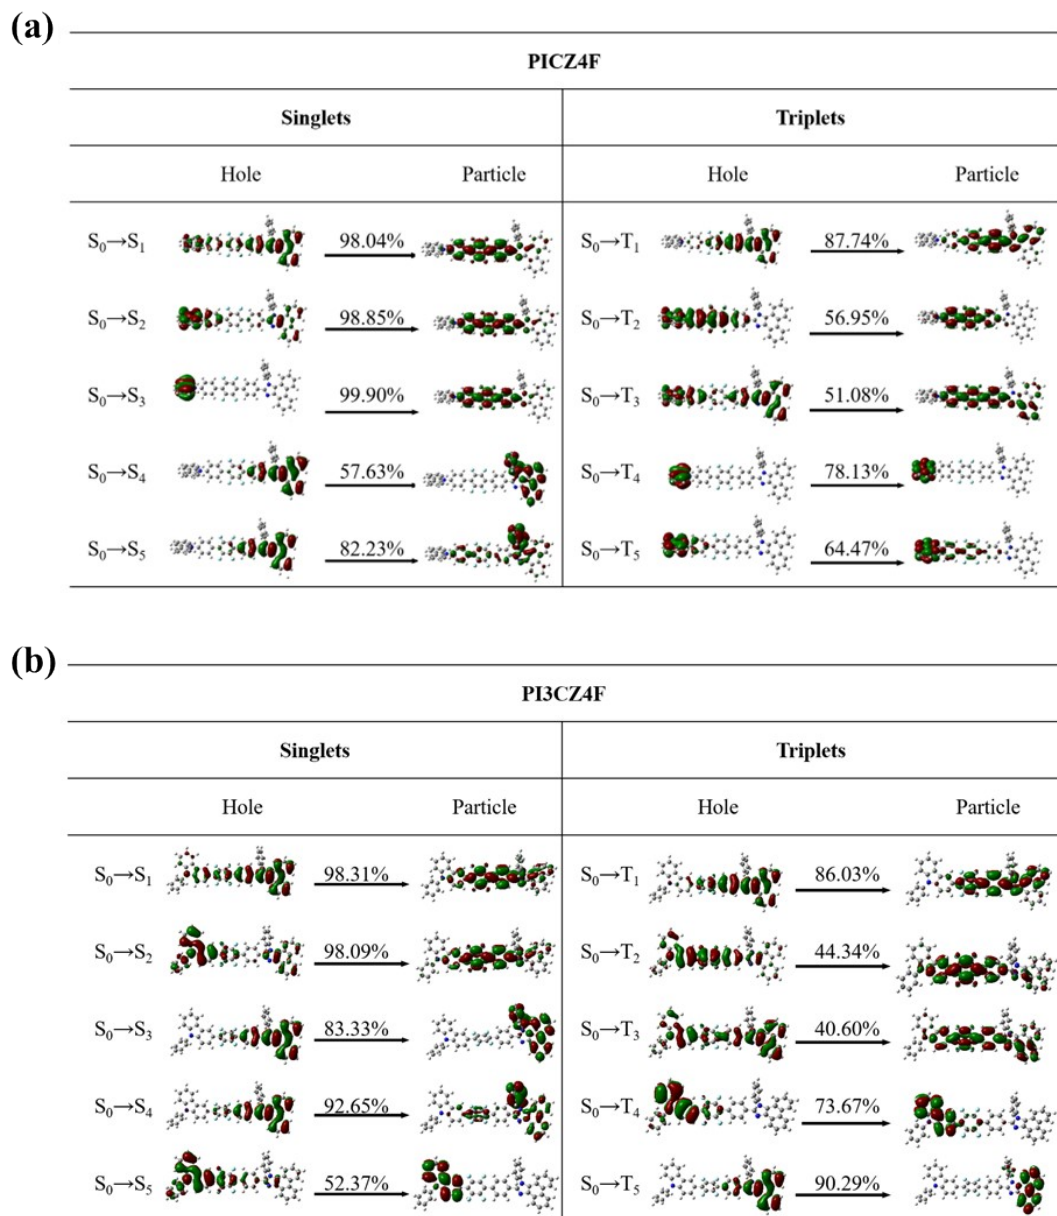 (a)
PICZ4F
Singlets Triplets
Hole Particle Hole Particle
S₀→S₁ 98.04% S₀→T₁ 87.74%
S₀→S₂ 98.85% S₀→T₂ 56.95%
S₀→S₃ 99.90% S₀→T₃ 51.08%
S₀→S₄ 57.63% S₀→T₄ 78.13%
S₀→S₅ 82.23% S₀→T₅ 64.47%
(b)
PI3CZ4F
Singlets Triplets
Hole Particle Hole Particle
S₀→S₁ 98.31% S₀→T₁ 86.03%
S₀→S₂ 98.09% S₀→T₂ 44.34%
S₀→S₃ 83.33% S₀→T₃ 40.60%
S₀→S₄ 92.65% S₀→T₄ 73.67%
S₀→S₅ 52.37% S₀→T₅ 90.29%